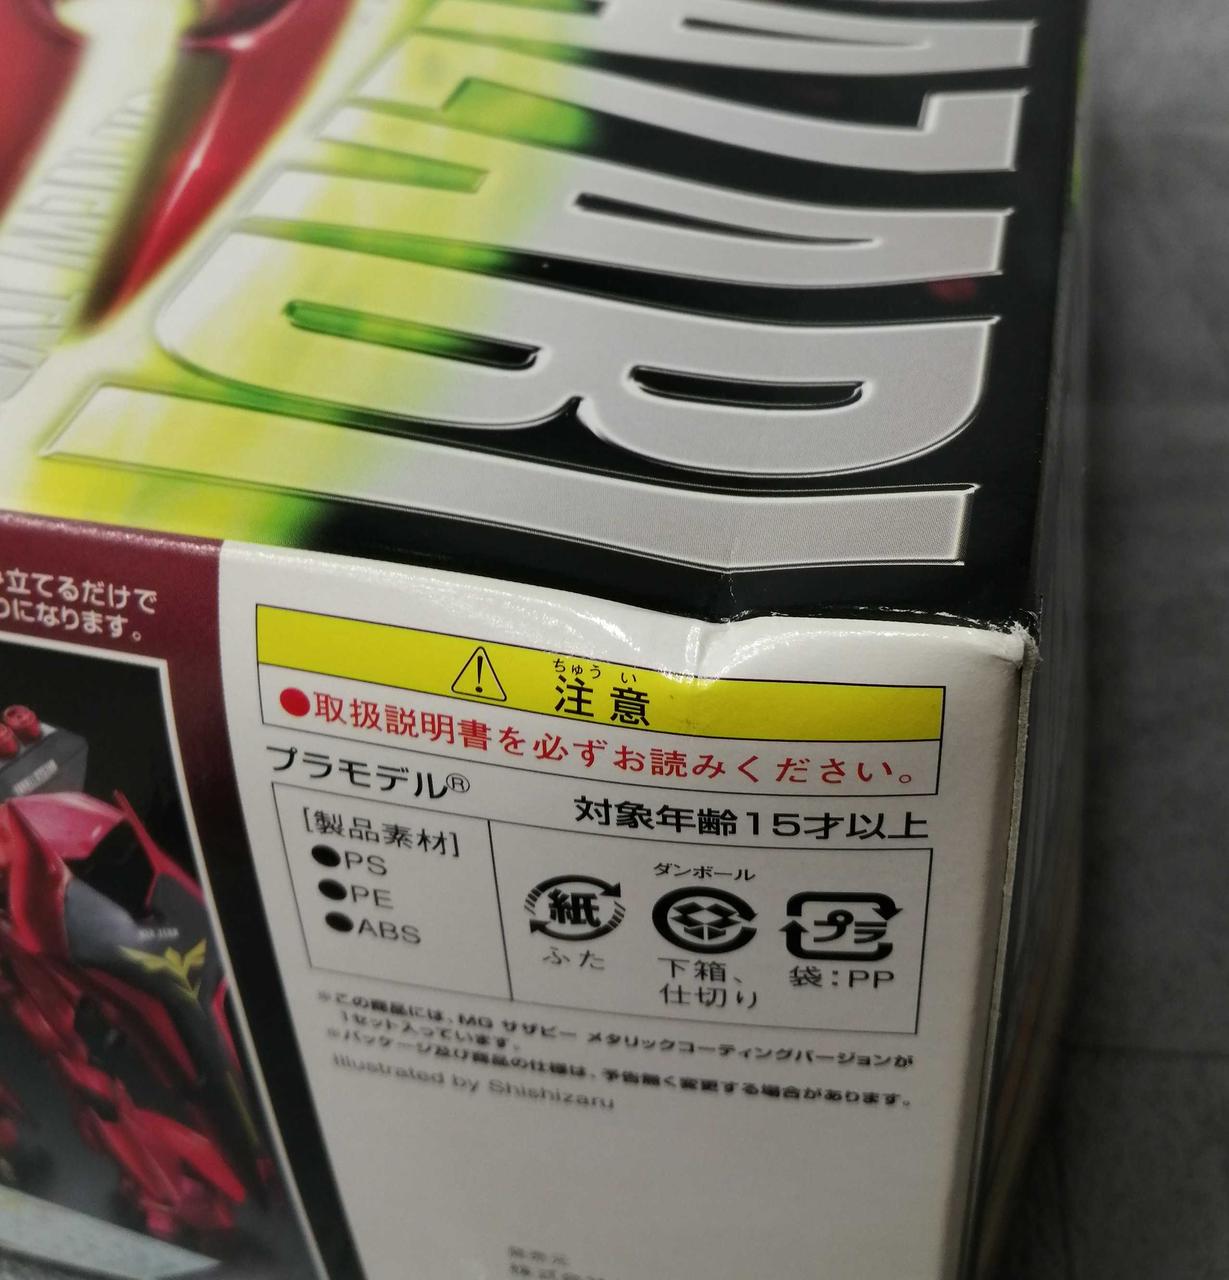 AZABI
立てるだけで
になります。
ちゅう い
注意
●取扱説明書を必ずお読みください。
プラモデル®
対象年齢15才以上
[製品素材]
●PS
●PE
●ABS
紙
ふた
ダンボール
下箱、
仕切り
プラ
袋:PP
※この商品には、MG サザビー メタリックコーティングバージョンが
1セット入っています。
※パッケージ及び商品の仕様は、予告無く変更する場合があります。
Illustrated by Shishizaru
発売元